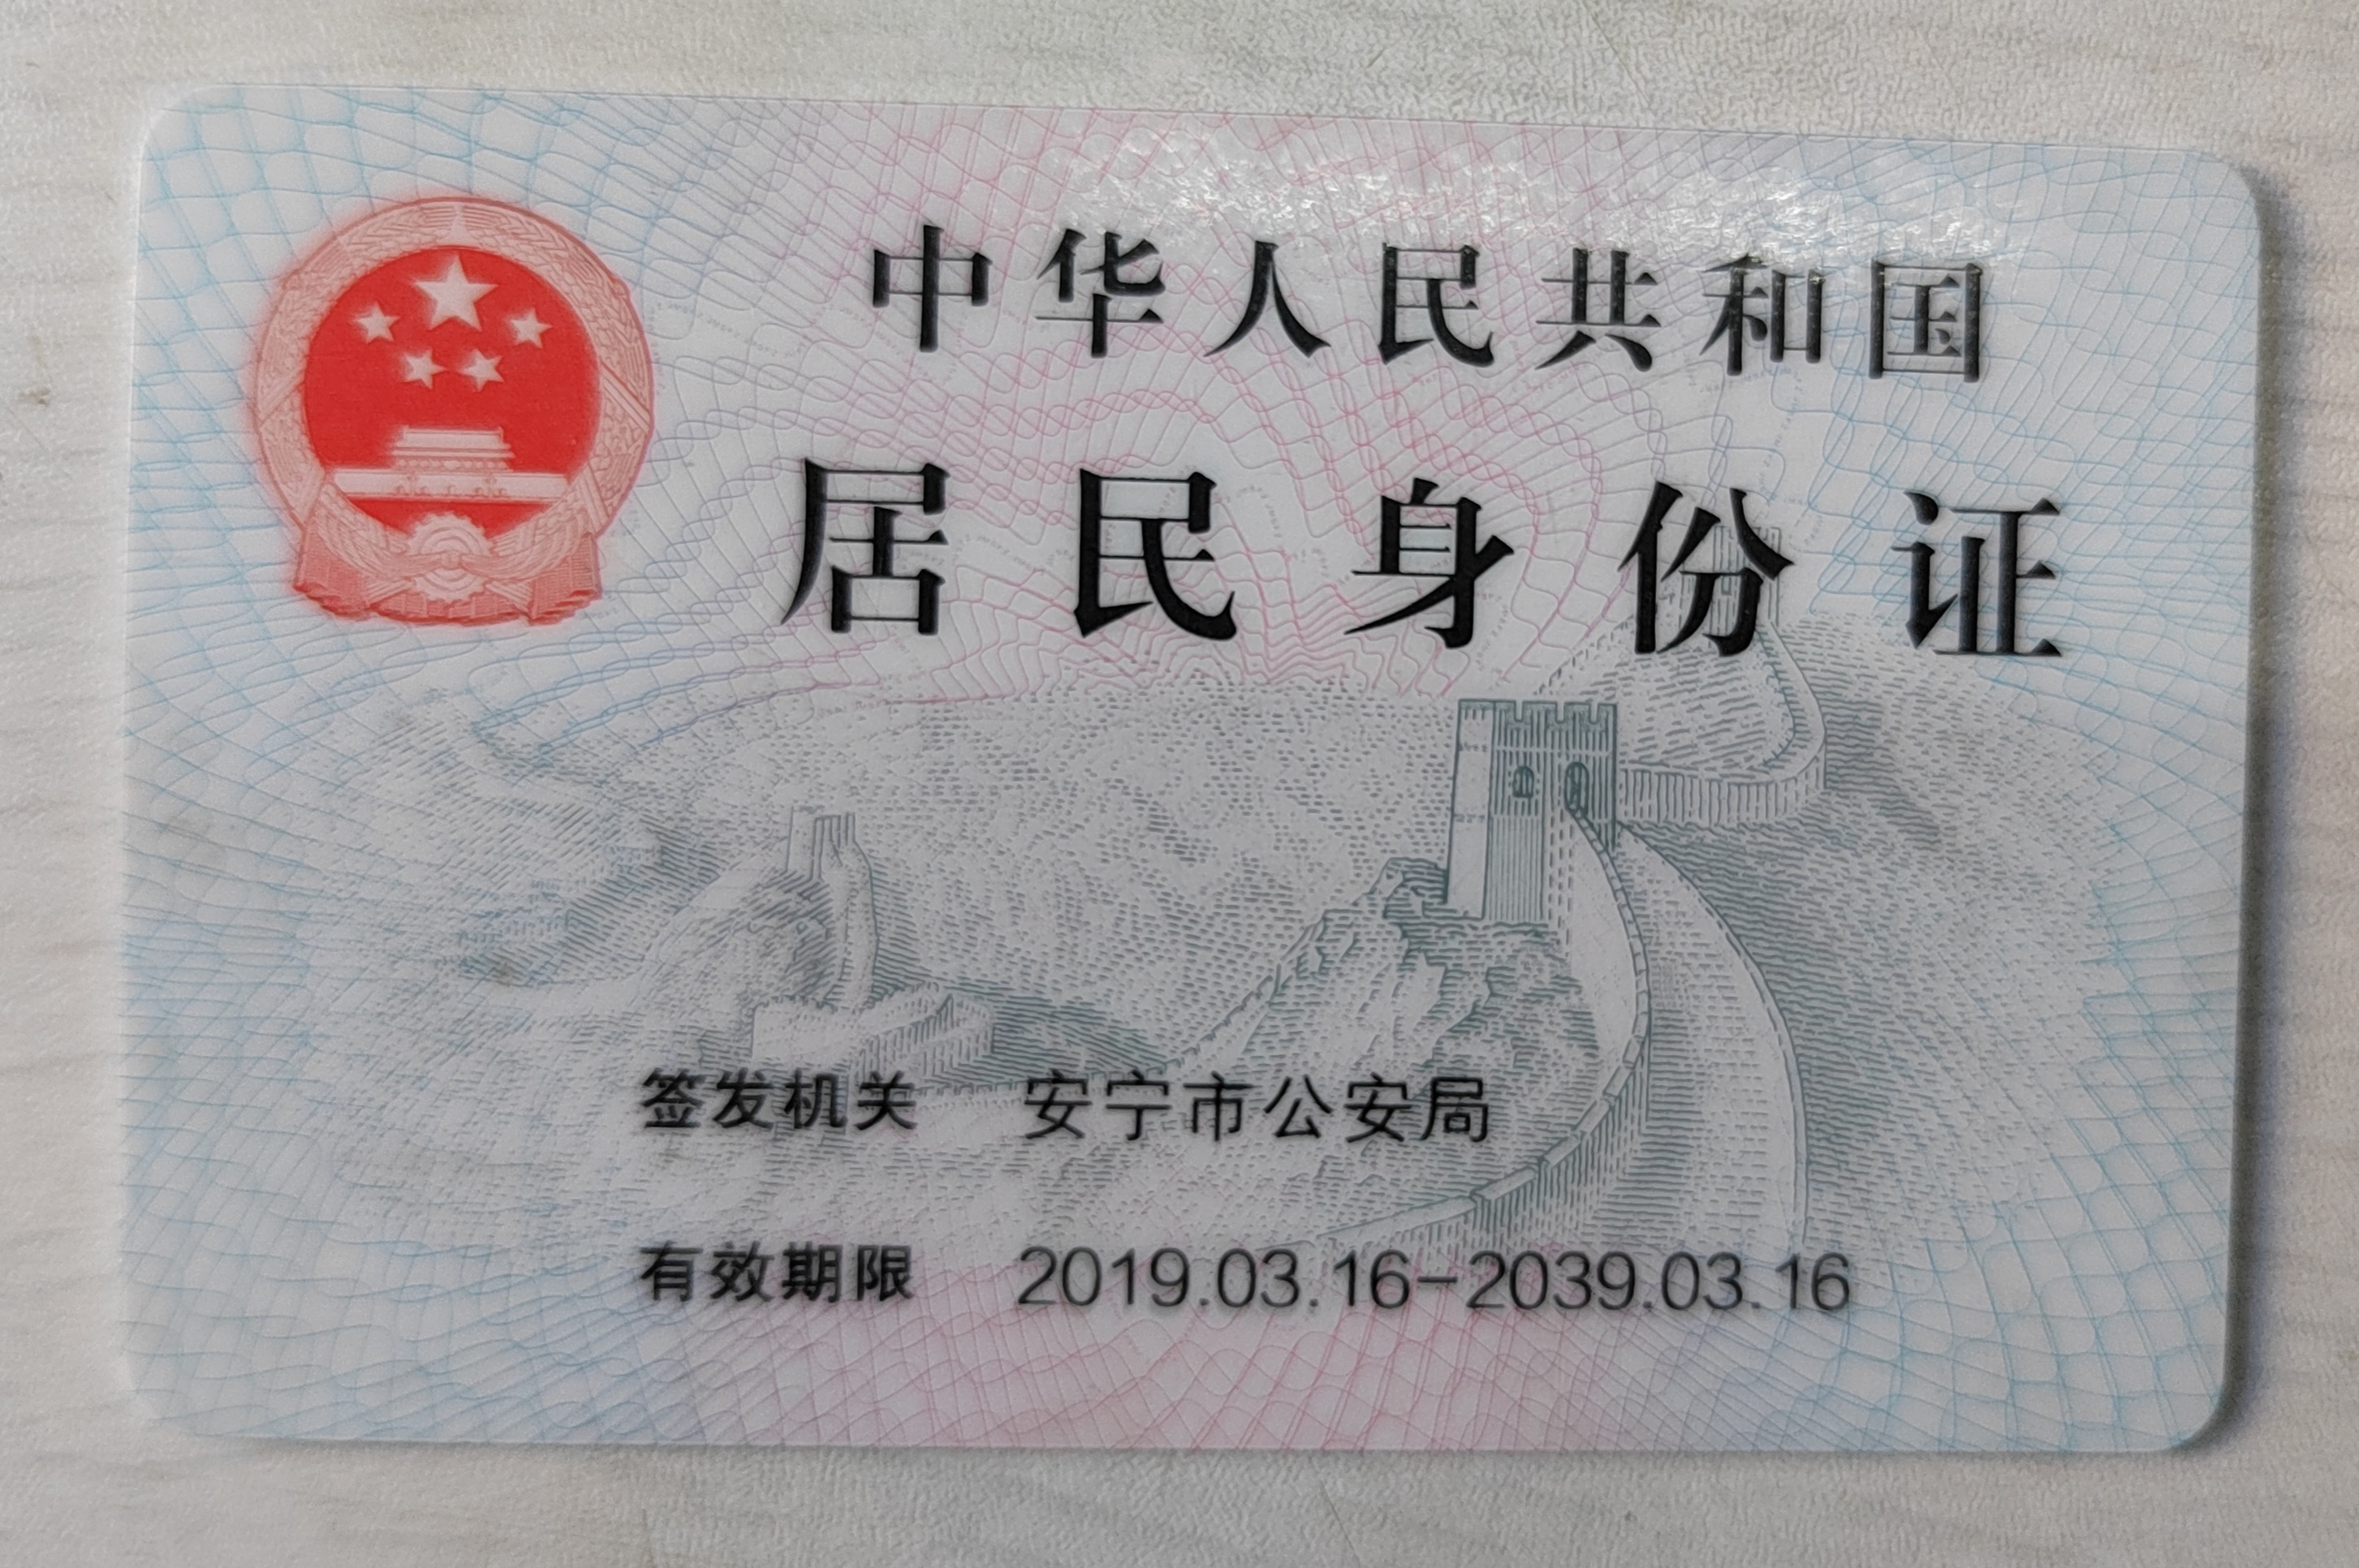 中华人民共和国
居民身份证
签发机关 安宁市公安局
有效期限 2019.03.16-2039.03.16